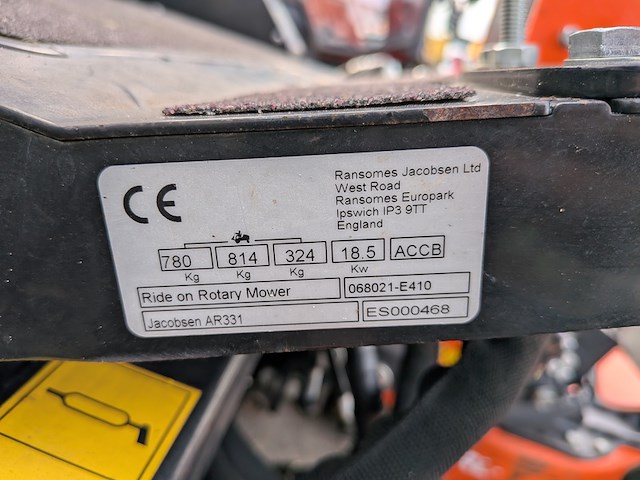 CE
Ransomes Jacobsen Ltd
West Road
Ransomes Europark
Ipswich IP3 9TT
England
780 814 324 18.5 ACCB
Kg Kg Kg Kw
Ride on Rotary Mower 068021-E410
Jacobsen AR331 ES000468